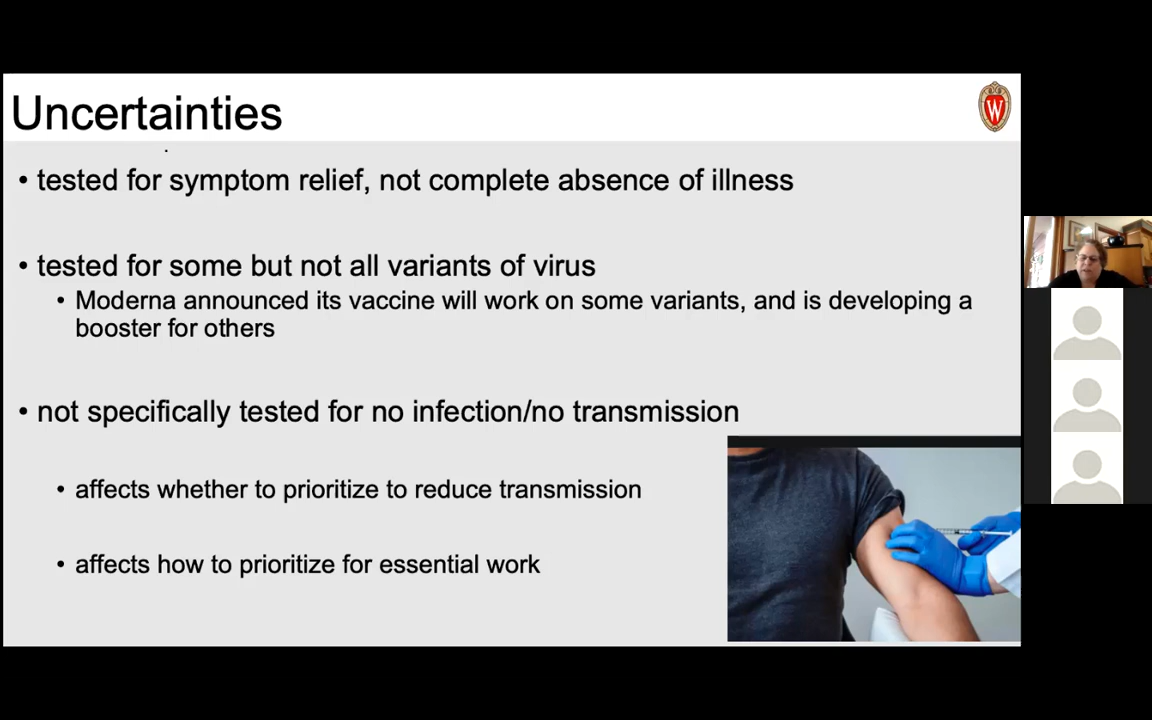 Uncertainties
W
• tested for symptom relief, not complete absence of illness
• tested for some but not all variants of virus
• Moderna announced its vaccine will work on some variants, and is developing a
booster for others
• not specifically tested for no infection/no transmission
• affects whether to prioritize to reduce transmission
• affects how to prioritize for essential work